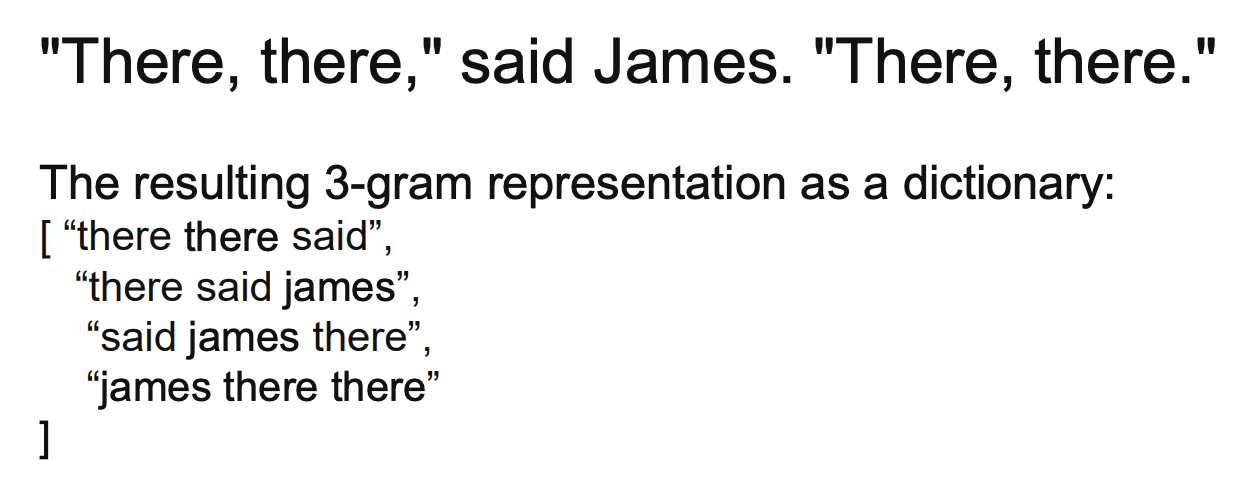 "There, there," said James. "There, there."
The resulting 3-gram representation as a dictionary:
[ “there there said”,
“there said james”,
“said james there”,
“james there there”
]